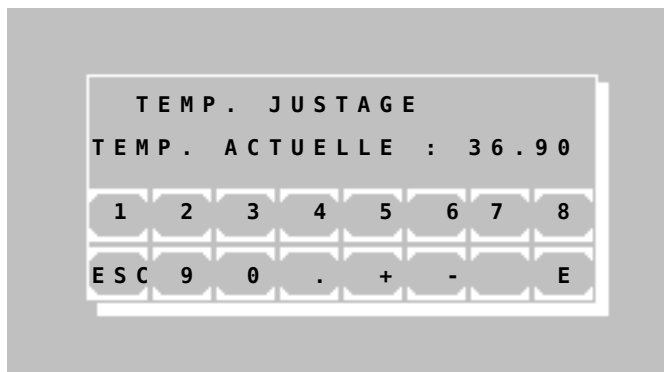 TEMP. JUSTAGE
TEMP. ACTUELLE : 36.90
1 2 3 4 5 6 7 8
ESC 9 0 . + - E